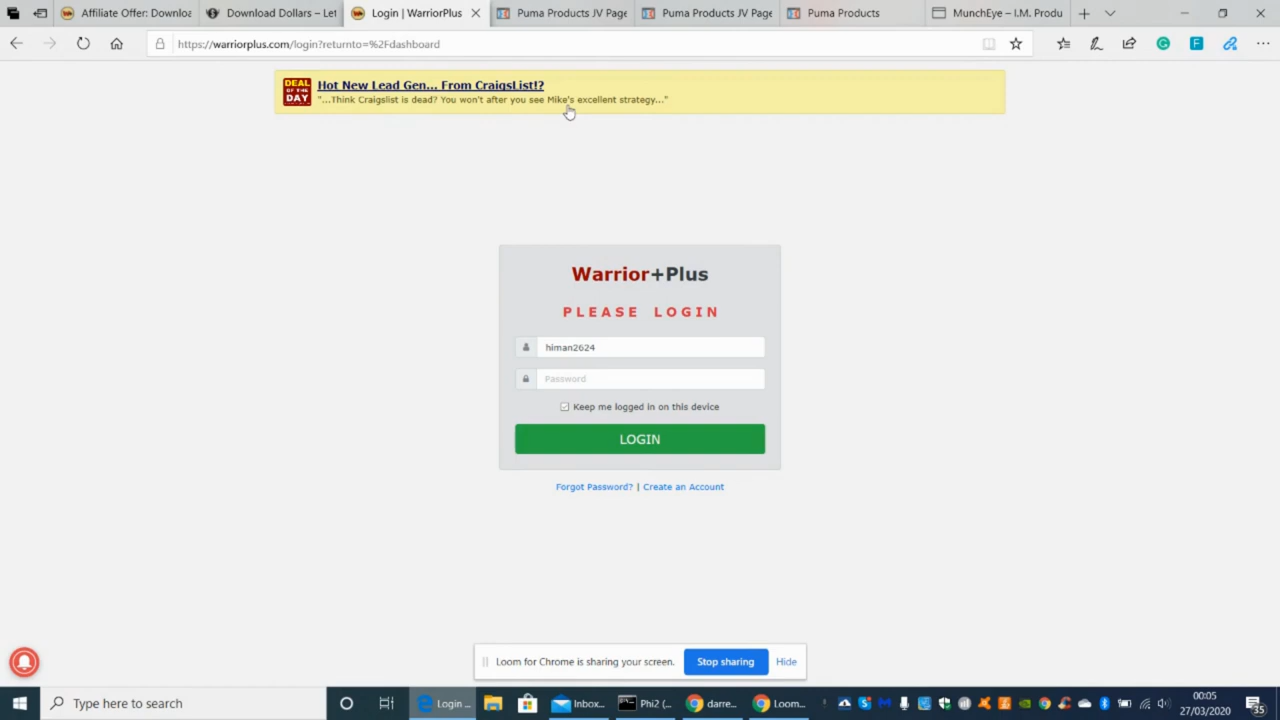 Affiliate Offer: Downloa
Download Dollars – Let
Login | WarriorPlus
Puma Products JV Page
Puma Products JV Page
Puma Products
MunchEye – I.M. Produ
https://warriorplus.com/login?returnto=%2Fdashboard
DEAL OF THE DAY
Hot New Lead Gen... From CraigsList!?
"...Think Craigslist is dead? You won't after you see Mike's excellent strategy..."
Warrior+Plus
PLEASE LOGIN
himan2624
Password
Keep me logged in on this device
LOGIN
Forgot Password? | Create an Account
Loom for Chrome is sharing your screen.
Stop sharing
Hide
Type here to search
Login ...
Inbox...
Phi2 (...
darre...
Loom...
00:05
27/03/2020
35